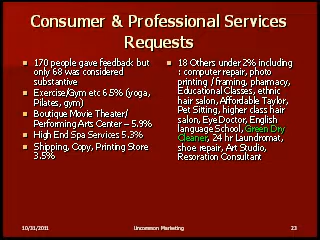 Consumer & Professional Services
Requests
170 people gave feedback but
only 68 was considered
substantive
Exercise/Gym etc 6.5% (yoga,
Pilates, gym)
Boutique Movie Theater/
Performing Arts Center – 5.9%
High End Spa Services 5.3%
Shipping, Copy, Printing Store
3.5%
18 Others under 2% including
: computer repair, photo
printing / framing, pharmacy,
Educational Classes, ethnic
hair salon, Affordable Taylor,
Pet Sitting, higher class hair
salon, Eye Doctor, English
language School, Green Dry
Cleaner, 24 hr Laundromat,
shoe repair, Art Studio,
Resoration Consultant
10/31/2011
Uncommon Marketing
23